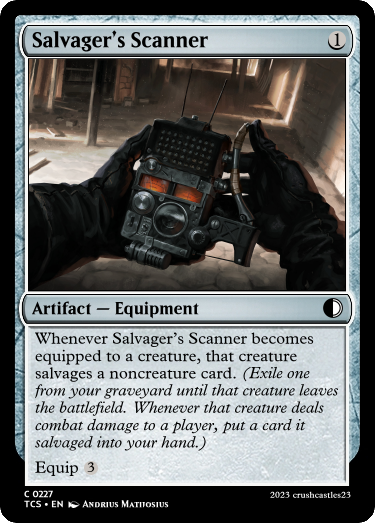 Salvager's Scanner 1
Artifact — Equipment
Whenever Salvager's Scanner becomes
equipped to a creature, that creature
salvages a noncreature card. (Exile one
from your graveyard until that creature leaves
the battlefield. Whenever that creature deals
combat damage to a player, put a card it
salvaged into your hand.)
Equip 3
C 0227
TCS • EN Andrius Matijošius
2023 crushcastles23